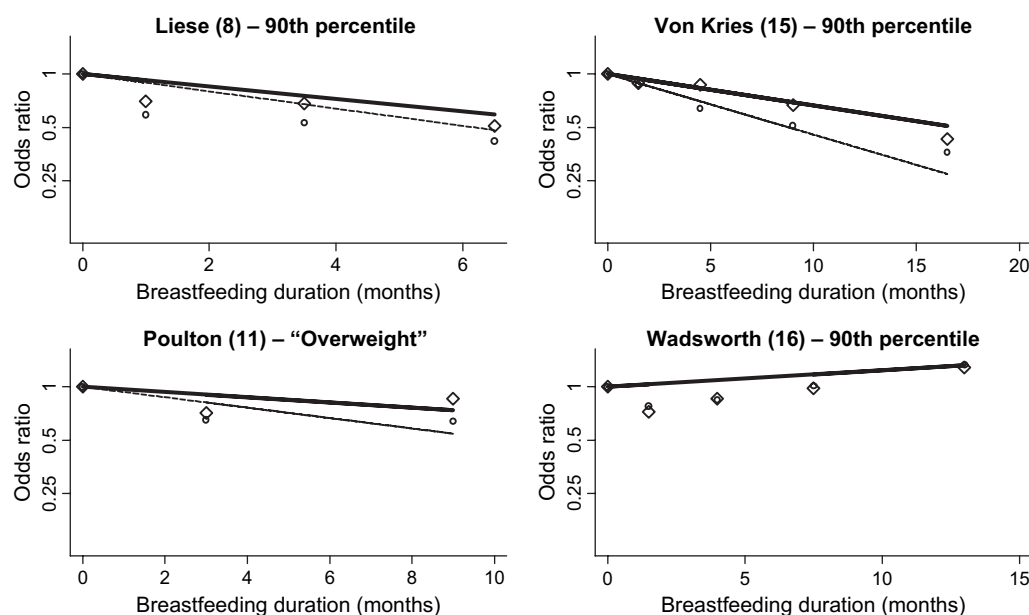 Liese (8) – 90th percentile
Odds ratio
1
0.5
0.25
0 2 4 6
Breastfeeding duration (months)
Von Kries (15) – 90th percentile
Odds ratio
1
0.5
0.25
0 5 10 15 20
Breastfeeding duration (months)
Poulton (11) – “Overweight”
Odds ratio
1
0.5
0.25
0 2 4 6 8 10
Breastfeeding duration (months)
Wadsworth (16) – 90th percentile
Odds ratio
1
0.5
0.25
0 5 10 15
Breastfeeding duration (months)